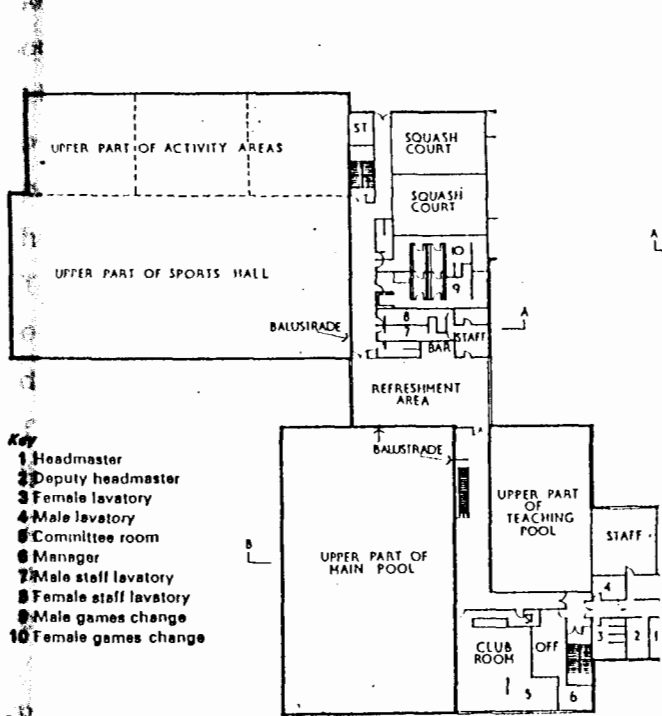 ST
SQUASH
COURT
UPPER PART OF ACTIVITY AREAS
SQUASH
COURT
A
10
UPPER PART OF SPORTS HALL
9
8
A
BALUSTRADE
7
STAFF
BAR
REFRESHMENT
AREA
BALUSTRADE
Key
1 Headmaster
2 Deputy headmaster
3 Female lavatory
4 Male lavatory
5 Committee room
6 Manager
7 Male staff lavatory
8 Female staff lavatory
9 Male games change
10 Female games change
UPPER PART
OF
TEACHING
POOL
STAFF
B
UPPER PART OF
MAIN POOL
4
3
2
1
CLUB
ROOM
OFF
5
6